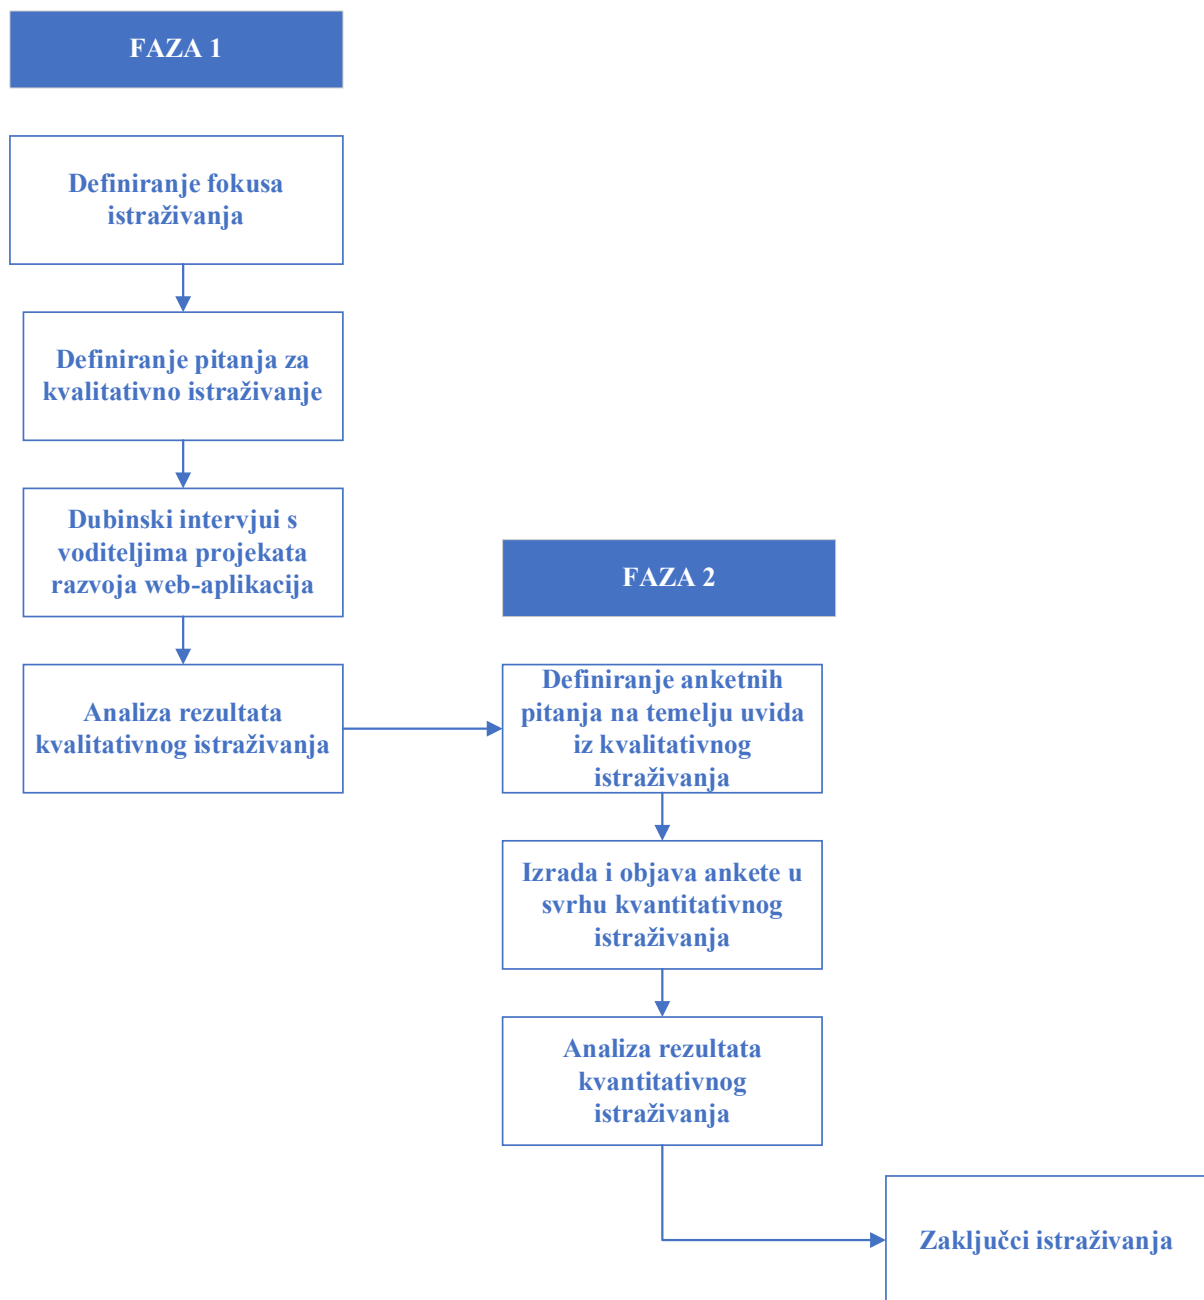 FAZA 1
Definiranje fokusa
istraživanja
Definiranje pitanja za
kvalitativno istraživanje
Dubinski intervjui s
voditeljima projekata
razvoja web-aplikacija
Analiza rezultata
kvalitativnog istraživanja
FAZA 2
Definiranje anketnih
pitanja na temelju uvida
iz kvalitativnog
istraživanja
Izrada i objava ankete u
svrhu kvantitativnog
istraživanja
Analiza rezultata
kvantitativnog
istraživanja
Zaključci istraživanja